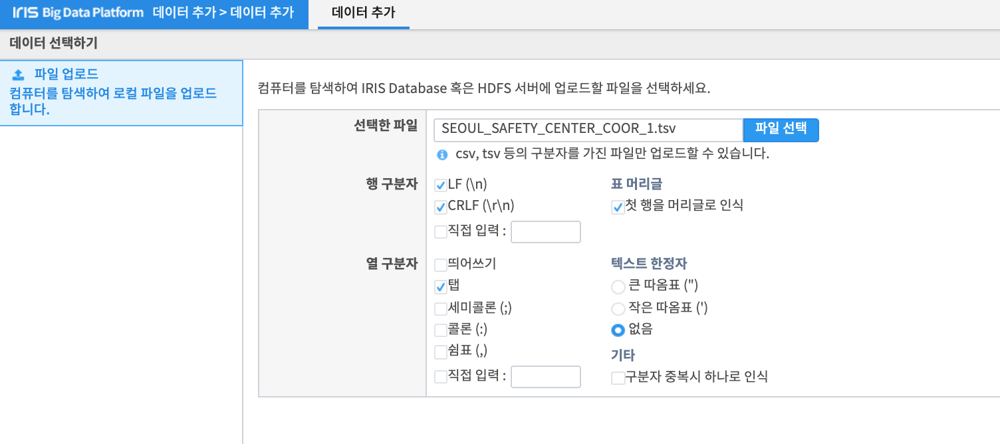 IRIS Big Data Platform 데이터 추가 > 데이터 추가 데이터 추가
데이터 선택하기
파일 업로드
컴퓨터를 탐색하여 로컬 파일을 업로드
합니다.
컴퓨터를 탐색하여 IRIS Database 혹은 HDFS 서버에 업로드할 파일을 선택하세요.
선택한 파일 SEOUL_SAFETY_CENTER_COOR_1.tsv 파일 선택
csv, tsv 등의 구분자를 가진 파일만 업로드할 수 있습니다.
행 구분자 LF (\n) 표 머리글
CRLF (\r\n) 첫 행을 머리글로 인식
직접 입력 :
열 구분자 띄어쓰기 텍스트 한정자
탭 큰 따옴표 (")
세미콜론 (;) 작은 따옴표 (')
콜론 (:) 없음
쉼표 (,) 기타
직접 입력 : 구분자 중복시 하나로 인식